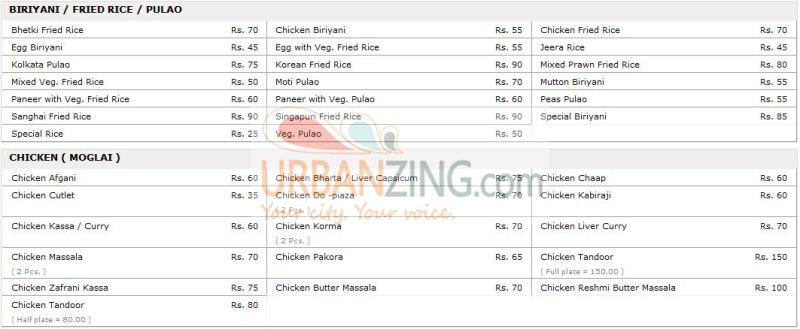 BIRIYANI / FRIED RICE / PULAO
Bhetki Fried Rice Rs. 70 Chicken Biriyani Rs. 55 Chicken Fried Rice Rs. 70
Egg Biriyani Rs. 45 Egg with Veg. Fried Rice Rs. 55 Jeera Rice Rs. 45
Kolkata Pulao Rs. 75 Korean Fried Rice Rs. 90 Mixed Prawn Fried Rice Rs. 80
Mixed Veg. Fried Rice Rs. 50 Moti Pulao Rs. 70 Mutton Biriyani Rs. 55
Paneer with Veg. Fried Rice Rs. 60 Paneer with Veg. Pulao Rs. 60 Peas Pulao Rs. 55
Sanghai Fried Rice Rs. 90 Singapuri Fried Rice Rs. 90 Special Biriyani Rs. 85
Special Rice Rs. 25 Veg. Pulao Rs. 50
CHICKEN ( MOGLAI )
Chicken Afgani Rs. 60 Chicken Bharta / Liver Capsicum Rs. 75 Chicken Chaap Rs. 60
URBANZING.com
Chicken Cutlet Rs. 35 Chicken Do -piaza Rs. 70 Chicken Kabiraji Rs. 60
( 2 Pcs. )
Your city. Your voice.
Chicken Kassa / Curry Rs. 60 Chicken Korma Rs. 70 Chicken Liver Curry Rs. 70
( 2 Pcs. )
Chicken Massala Rs. 70 Chicken Pakora Rs. 65 Chicken Tandoor Rs. 150
( 2 Pcs. ) ( Full plate = 150.00 )
Chicken Zafrani Kassa Rs. 75 Chicken Butter Massala Rs. 70 Chicken Reshmi Butter Massala Rs. 100
Chicken Tandoor Rs. 80
( Half plate = 80.00 )